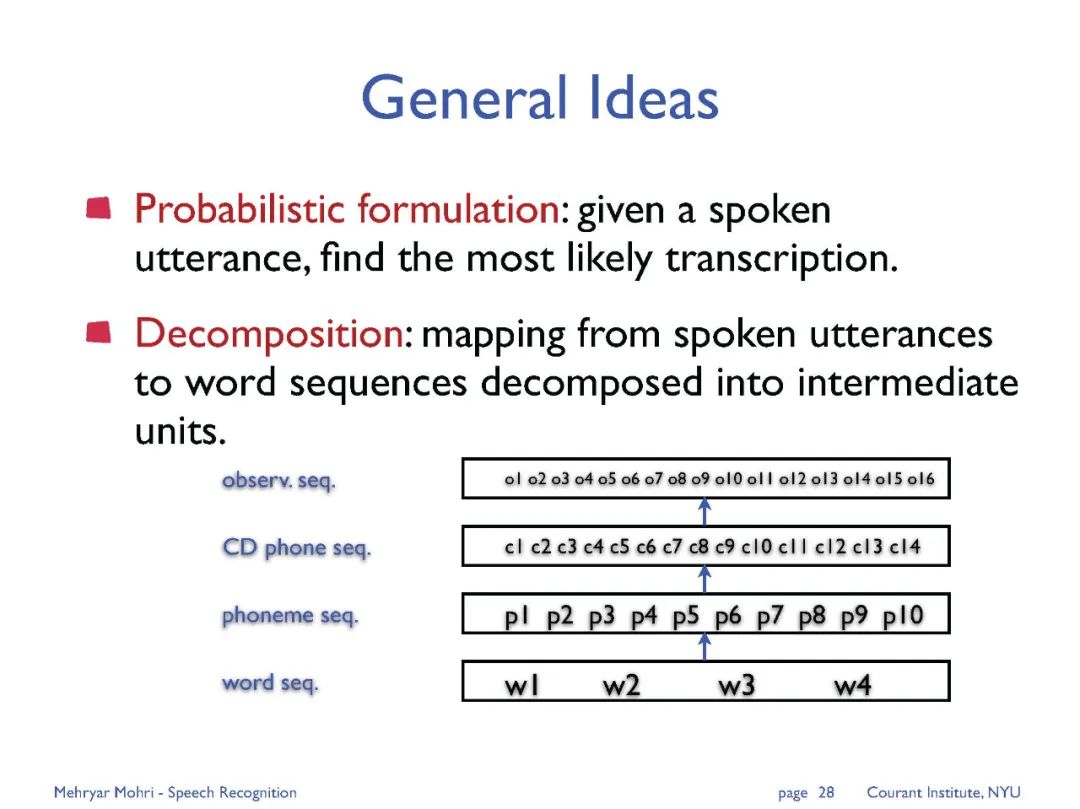 General Ideas
Probabilistic formulation: given a spoken
utterance, find the most likely transcription.
Decomposition: mapping from spoken utterances
to word sequences decomposed into intermediate
units.
observ. seq. o1 o2 o3 o4 o5 o6 o7 o8 o9 o10 o11 o12 o13 o14 o15 o16
CD phone seq. c1 c2 c3 c4 c5 c6 c7 c8 c9 c10 c11 c12 c13 c14
phoneme seq. p1 p2 p3 p4 p5 p6 p7 p8 p9 p10
word seq. w1 w2 w3 w4
Mehryar Mohri - Speech Recognition page 28 Courant Institute, NYU